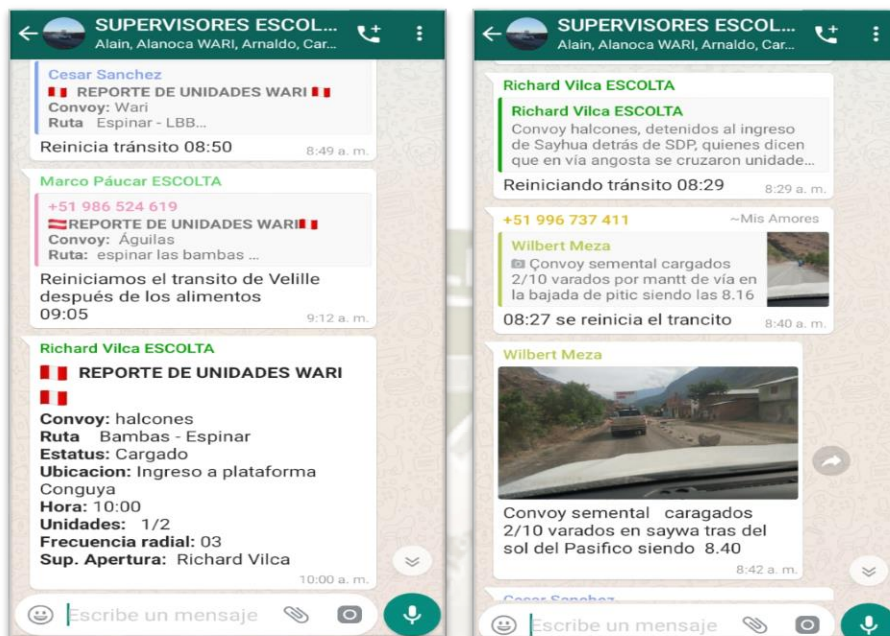 SUPERVISORES ESCOL...
Alain, Alanoca WARI, Arnaldo, Car...
Cesar Sanchez
REPORTE DE UNIDADES WARI
Convoy: Wari
Ruta Espinar - LBB...
Reinicia tránsito 08:50
8:49 a. m.
Marco Páucar ESCOLTA
+51 986 524 619
REPORTE DE UNIDADES WARI
Convoy: Águilas
Ruta: espinar las bambas ...
Reiniciamos el transito de Velille
después de los alimentos
09:05
9:12 a. m.
Richard Vilca ESCOLTA
REPORTE DE UNIDADES WARI
Convoy: halcones
Ruta Bambas - Espinar
Estatus: Cargado
Ubicacion: Ingreso a plataforma
Conguya
Hora: 10:00
Unidades: 1/2
Frecuencia radial: 03
Sup. Apertura: Richard Vilca
10:00 a. m.
Escribe un mensaje
SUPERVISORES ESCOL...
Alain, Alanoca WARI, Arnaldo, Car...
Richard Vilca ESCOLTA
Richard Vilca ESCOLTA
Convoy halcones, detenidos al ingreso
de Sayhua detrás de SDP, quienes dicen
que en vía angosta se cruzaron unidade...
Reiniciando tránsito 08:29
8:29 a. m.
+51 996 737 411
~Mis Amores
Wilbert Meza
Çonvoy semental cargados
2/10 varados por mantt de vía en
la bajada de pitic siendo las 8.16
08:27 se reinicia el trancito
8:40 a. m.
Wilbert Meza
Convoy semental caragados
2/10 varados en saywa tras del
sol del Pasifico siendo 8.40
8:42 a. m.
Cesar Sanchez
Escribe un mensaje